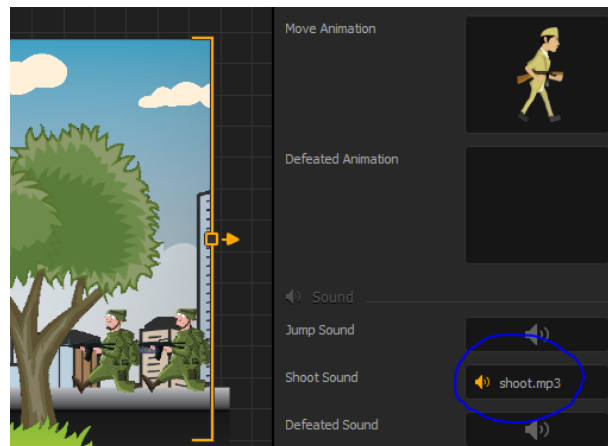 Move Animation
Defeated Animation
Sound
Jump Sound
Shoot Sound
shoot.mp3
Defeated Sound